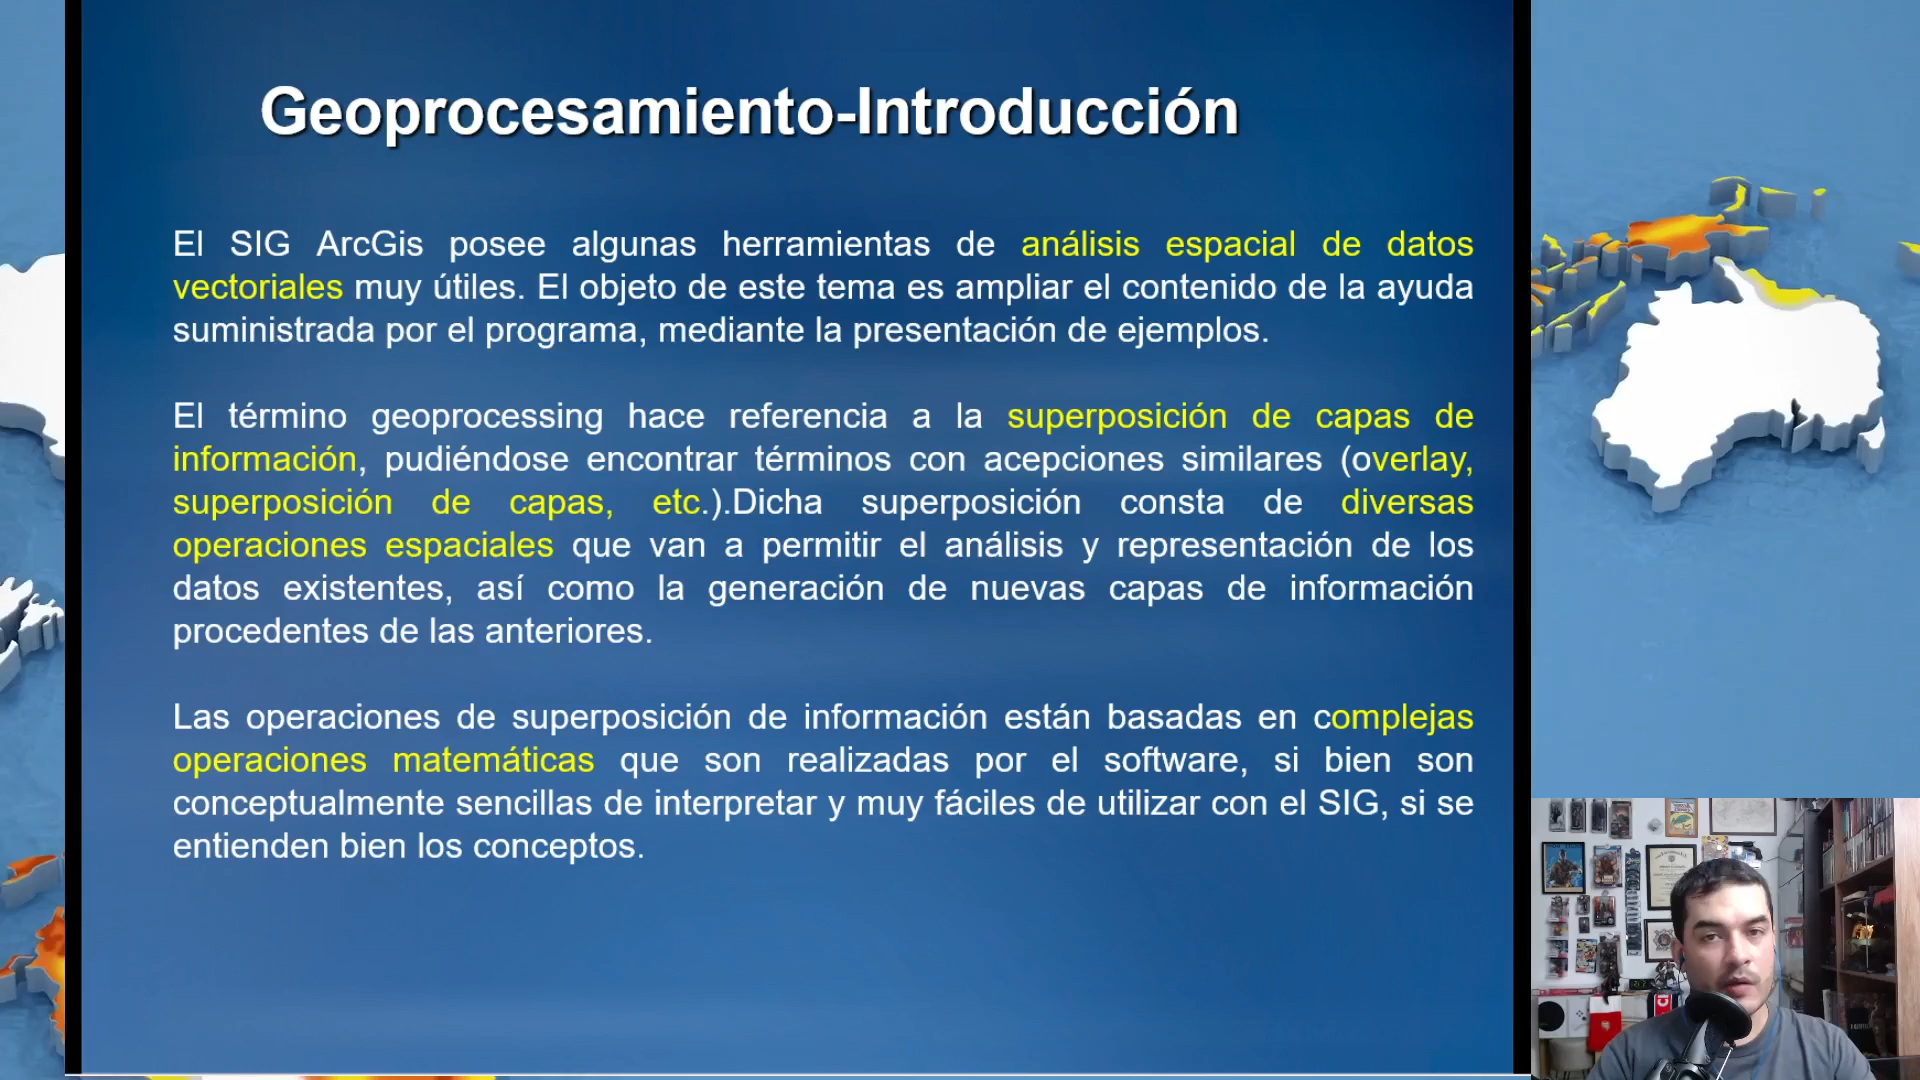 Geoprocesamiento-Introducción
El SIG ArcGis posee algunas herramientas de análisis espacial de datos
vectoriales muy útiles. El objeto de este tema es ampliar el contenido de la ayuda
suministrada por el programa, mediante la presentación de ejemplos.
El término geoprocessing hace referencia a la superposición de capas de
información, pudiéndose encontrar términos con acepciones similares (overlay,
superposición de capas, etc.).Dicha superposición consta de diversas
operaciones espaciales que van a permitir el análisis y representación de los
datos existentes, así como la generación de nuevas capas de información
procedentes de las anteriores.
Las operaciones de superposición de información están basadas en complejas
operaciones matemáticas que son realizadas por el software, si bien son
conceptualmente sencillas de interpretar y muy fáciles de utilizar con el SIG, si se
entienden bien los conceptos.